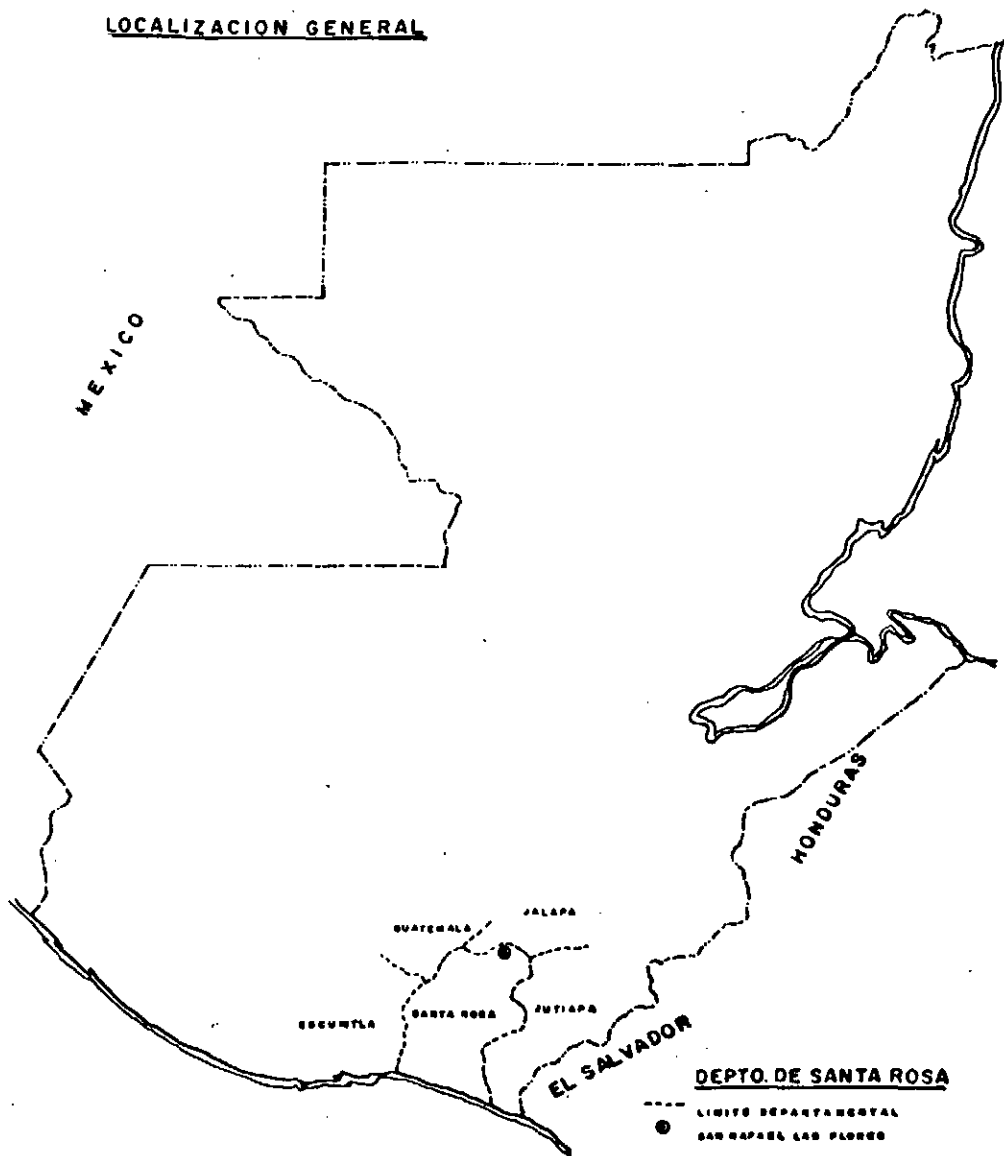 LOCALIZACION GENERAL
MEXICO
HONDURAS
JALAPA
GUATEMALA
ESCUINTLA
SANTA ROSA
JUTIAPA
EL SALVADOR
DEPTO. DE SANTA ROSA
LIMITE DEPARTAMENTAL
SAN RAFAEL LAS FLORES